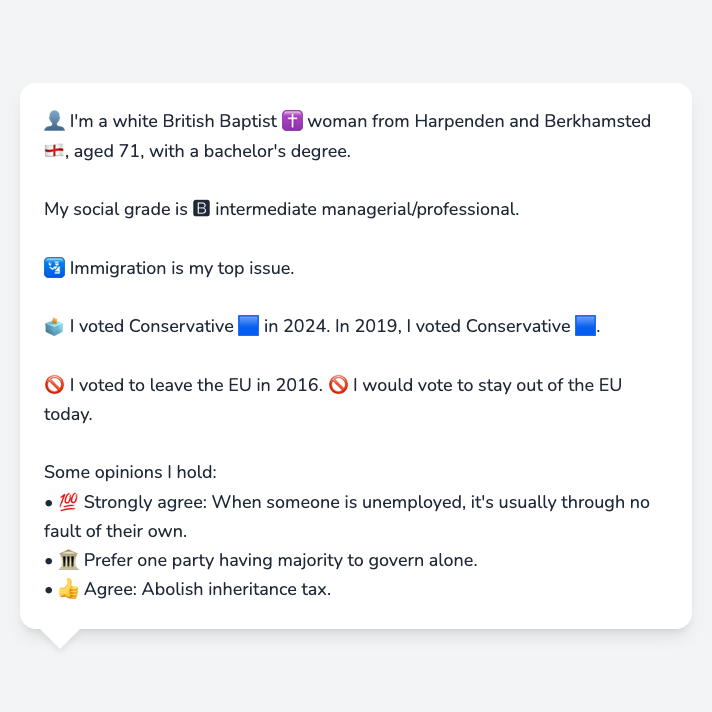 👤 I'm a white British Baptist ✝️ woman from Harpenden and Berkhamsted
🏴󠁧󠁢󠁥󠁮󠁧󠁿, aged 71, with a bachelor's degree.
My social grade is 🅱 intermediate managerial/professional.
🛂 Immigration is my top issue.
🗳️ I voted Conservative 🟦 in 2024. In 2019, I voted Conservative 🟦.
🚫 I voted to leave the EU in 2016. 🚫 I would vote to stay out of the EU
today.
Some opinions I hold:
• 💯 Strongly agree: When someone is unemployed, it's usually through no
fault of their own.
• 🏛️ Prefer one party having majority to govern alone.
• 👍 Agree: Abolish inheritance tax.